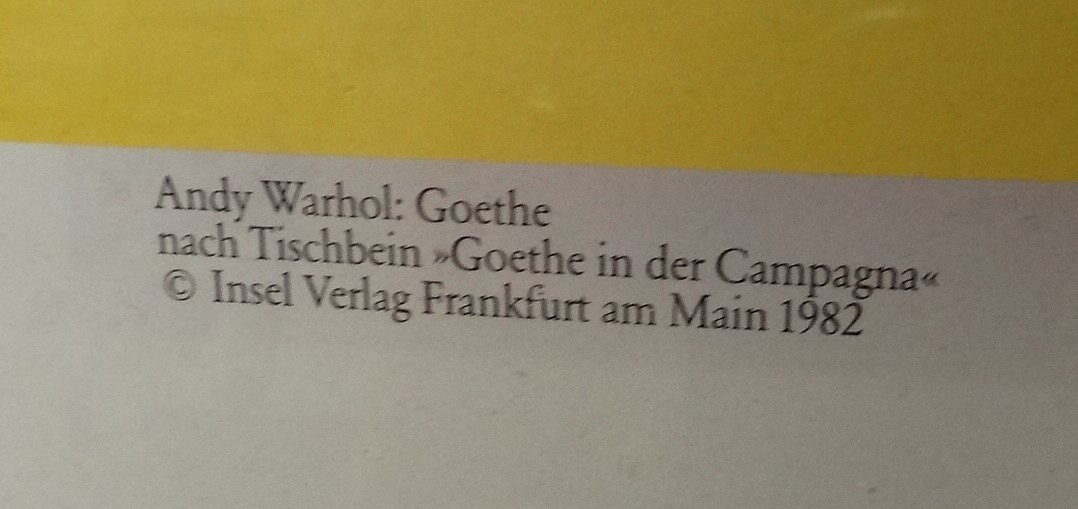 Andy Warhol: Goethe
nach Tischbein »Goethe in der Campagna«
© Insel Verlag Frankfurt am Main 1982